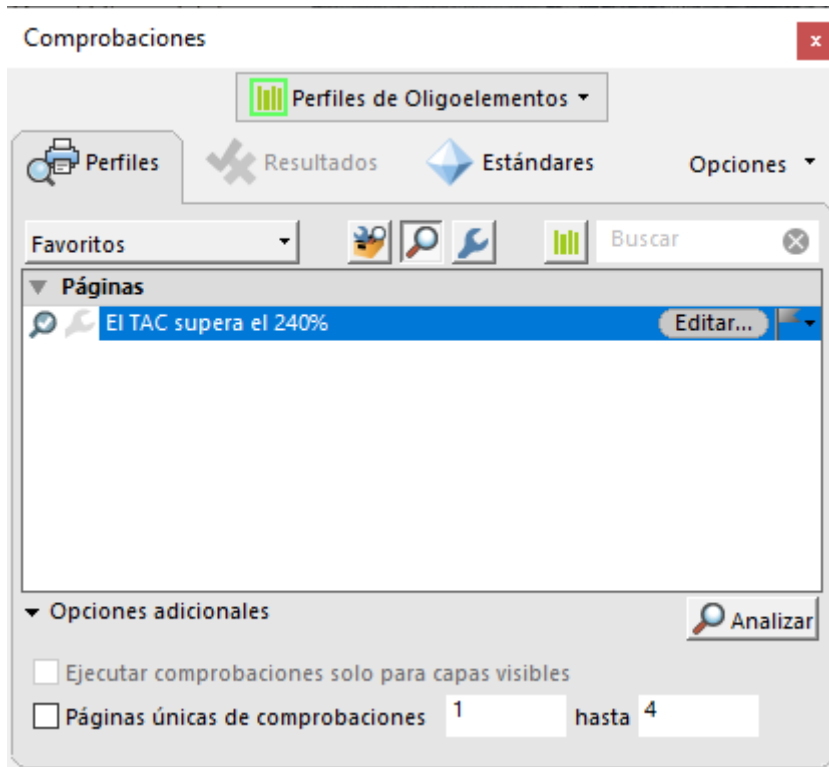 Comprobaciones
x
Perfiles de Oligoelementos
Perfiles Resultados Estándares Opciones
Favoritos Buscar
Páginas
El TAC supera el 240% Editar...
Opciones adicionales Analizar
Ejecutar comprobaciones solo para capas visibles
Páginas únicas de comprobaciones 1 hasta 4